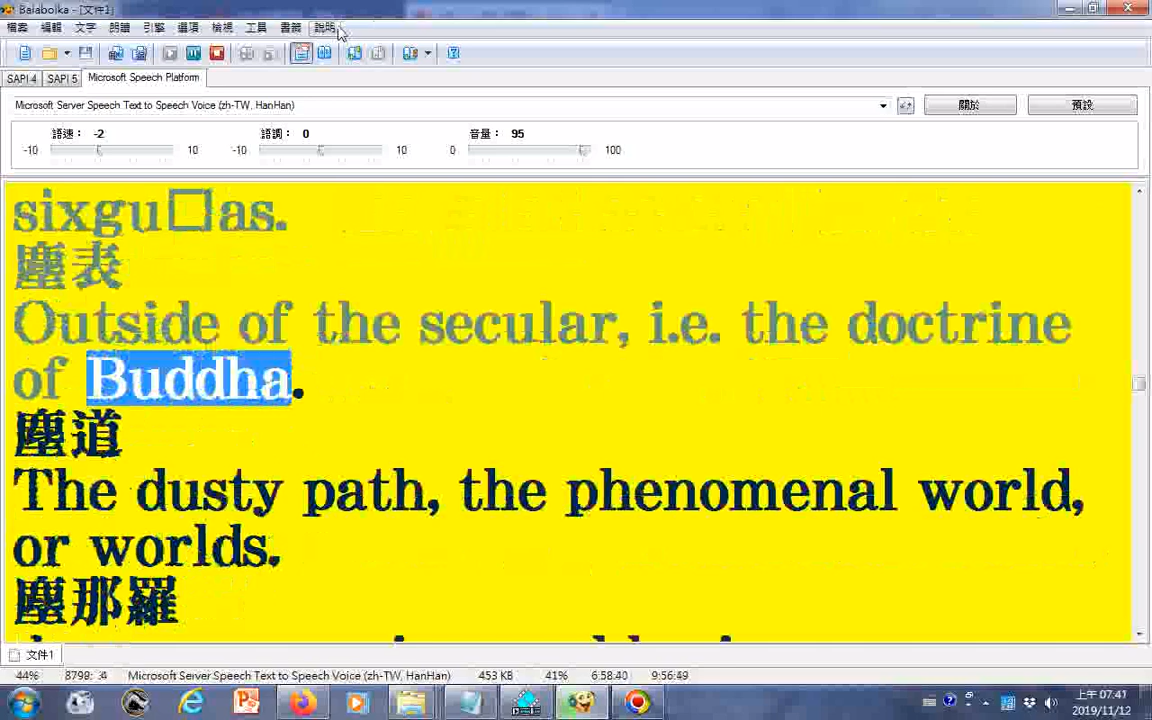 Balabolka - [文件1]
檔案 編輯 文字 朗讀 引擎 選項 檢視 工具 書籤 說明
SAPI 4 SAPI 5 Microsoft Speech Platform
Microsoft Server Speech Text to Speech Voice (zh-TW, HanHan) 關於 預設
語速： -2 語調： 0 音量： 95
-10 10 -10 10 0 100
sixgu□as.
塵表
Outside of the secular, i.e. the doctrine
of Buddha.
塵道
The dusty path, the phenomenal world,
or worlds.
塵那羅
文件1
44% Microsoft Server Speech Text to Speech Voice (zh-TW, HanHan) 453 KB 41% 6:58:40 9:56:49
上午 07:41
2019/11/12